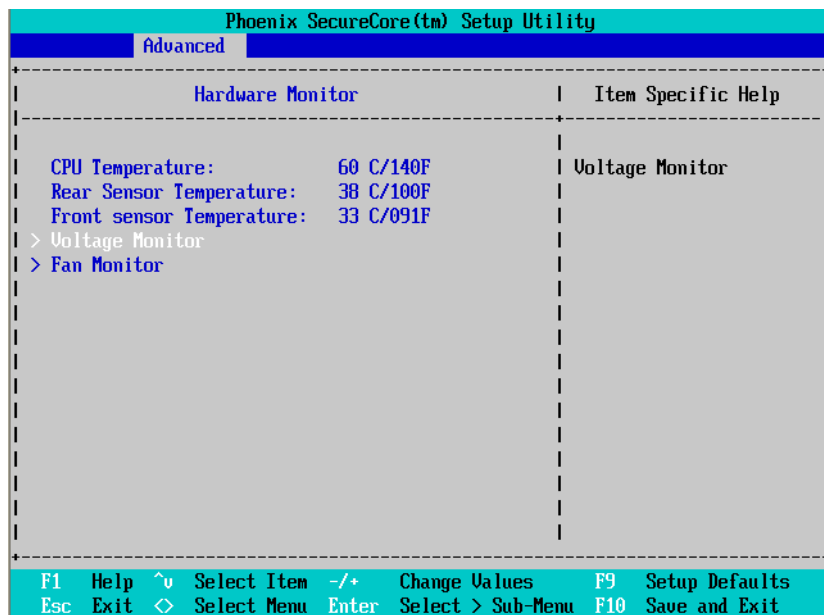 Phoenix SecureCore(tm) Setup Utility
Advanced
Hardware Monitor | Item Specific Help
CPU Temperature: 60 C/140F | Voltage Monitor
Rear Sensor Temperature: 38 C/100F
Front sensor Temperature: 33 C/091F
> Voltage Monitor
> Fan Monitor
F1 Help ^v Select Item -/+ Change Values F9 Setup Defaults
Esc Exit <> Select Menu Enter Select > Sub-Menu F10 Save and Exit